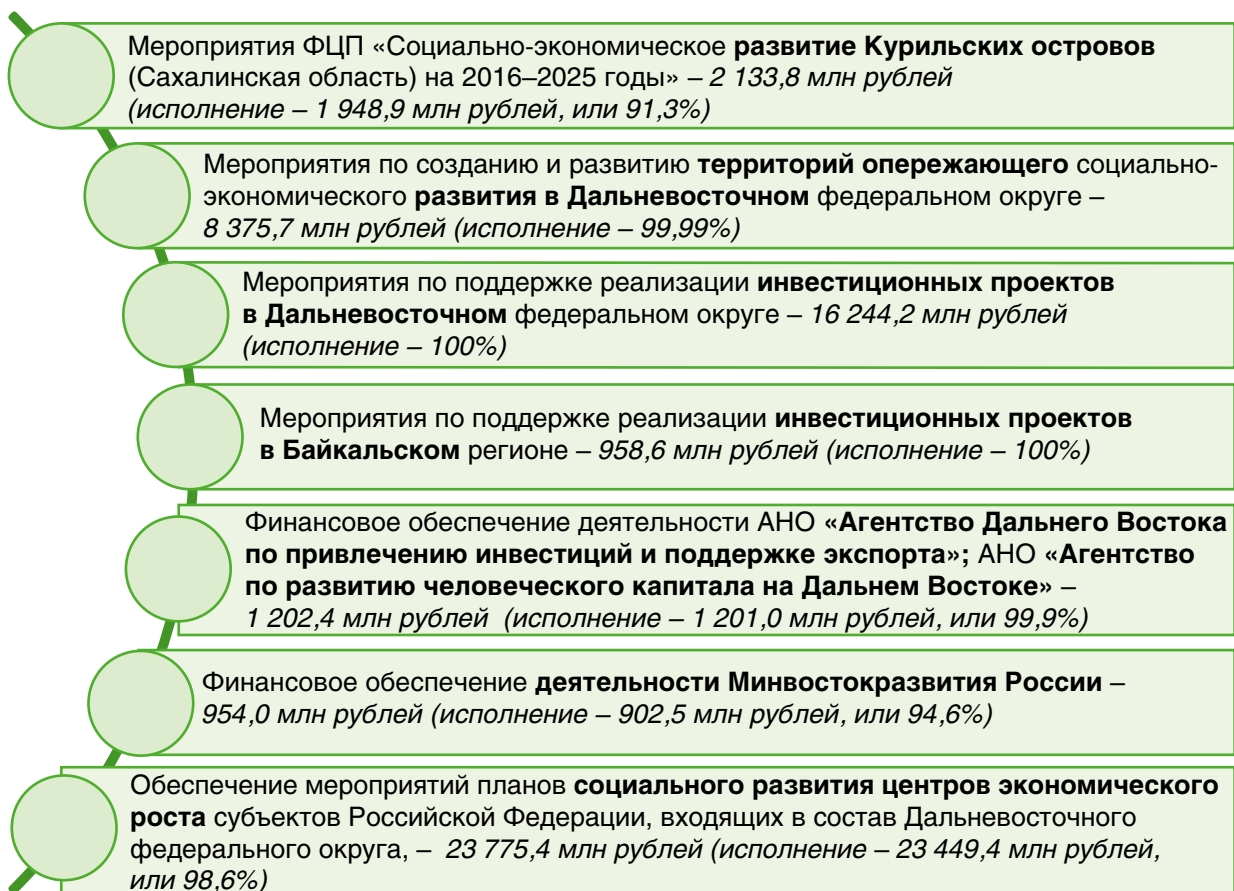 Мероприятия ФЦП «Социально-экономическое развитие Курильских островов
(Сахалинская область) на 2016–2025 годы» – 2 133,8 млн рублей
(исполнение – 1 948,9 млн рублей, или 91,3%)
Мероприятия по созданию и развитию территорий опережающего социально-
экономического развития в Дальневосточном федеральном округе –
8 375,7 млн рублей (исполнение – 99,99%)
Мероприятия по поддержке реализации инвестиционных проектов
в Дальневосточном федеральном округе – 16 244,2 млн рублей
(исполнение – 100%)
Мероприятия по поддержке реализации инвестиционных проектов
в Байкальском регионе – 958,6 млн рублей (исполнение – 100%)
Финансовое обеспечение деятельности АНО «Агентство Дальнего Востока
по привлечению инвестиций и поддержке экспорта»; АНО «Агентство
по развитию человеческого капитала на Дальнем Востоке» –
1 202,4 млн рублей (исполнение – 1 201,0 млн рублей, или 99,9%)
Финансовое обеспечение деятельности Минвостокразвития России –
954,0 млн рублей (исполнение – 902,5 млн рублей, или 94,6%)
Обеспечение мероприятий планов социального развития центров экономического
роста субъектов Российской Федерации, входящих в состав Дальневосточного
федерального округа, – 23 775,4 млн рублей (исполнение – 23 449,4 млн рублей,
или 98,6%)